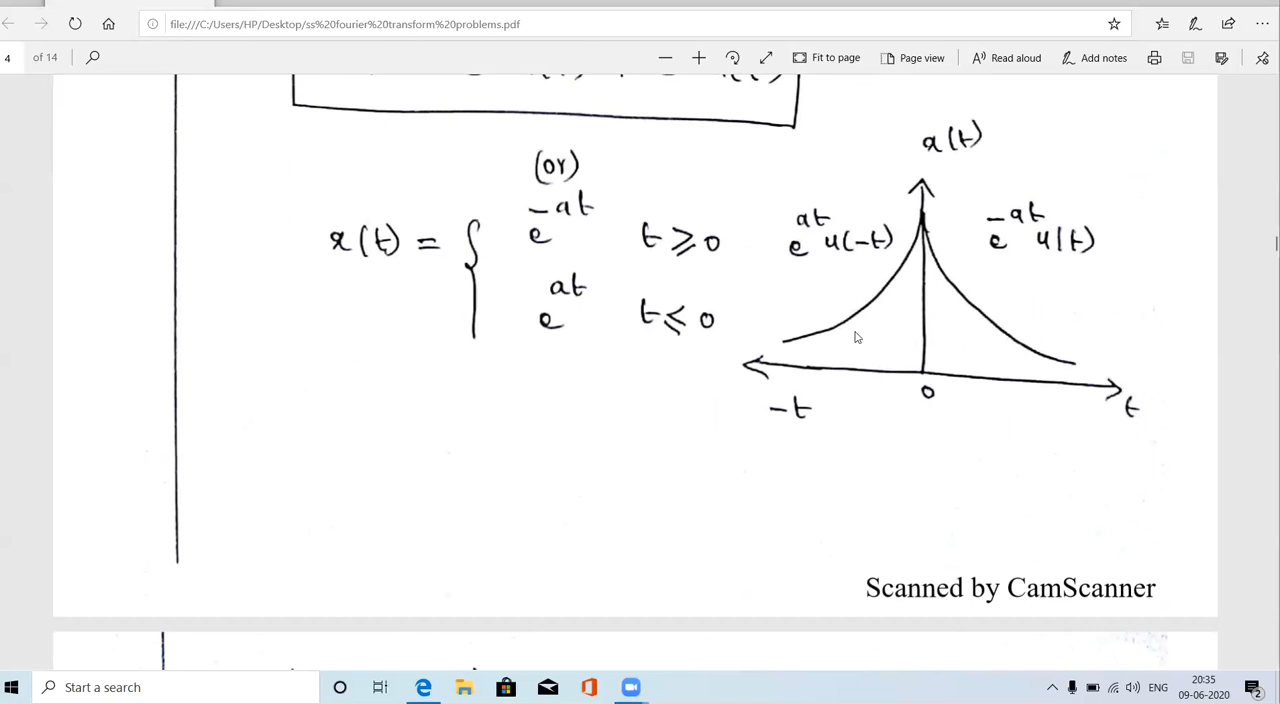 file:///C:/Users/HP/Desktop/ss%20fourier%20transform%20problems.pdf
4 of 14
Fit to page
Page view
Read aloud
Add notes
(or)
x(t) = { e^-at t ≥ 0
e^at t ≤ 0
x(t)
e^at u(-t)
e^-at u(t)
-t
0
t
Scanned by CamScanner
Start a search
ENG
20:35
09-06-2020
2